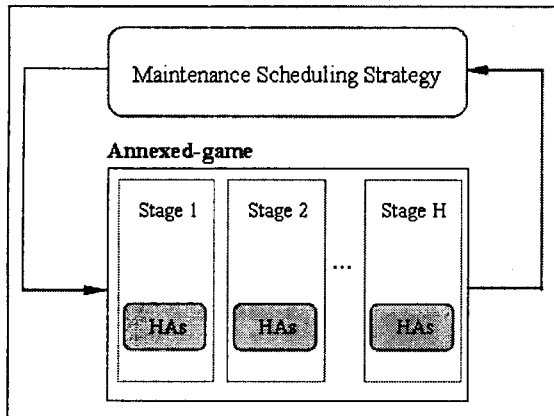 Maintenance Scheduling Strategy
Annexed-game
Stage 1 Stage 2 Stage H
...
HAs HAs HAs